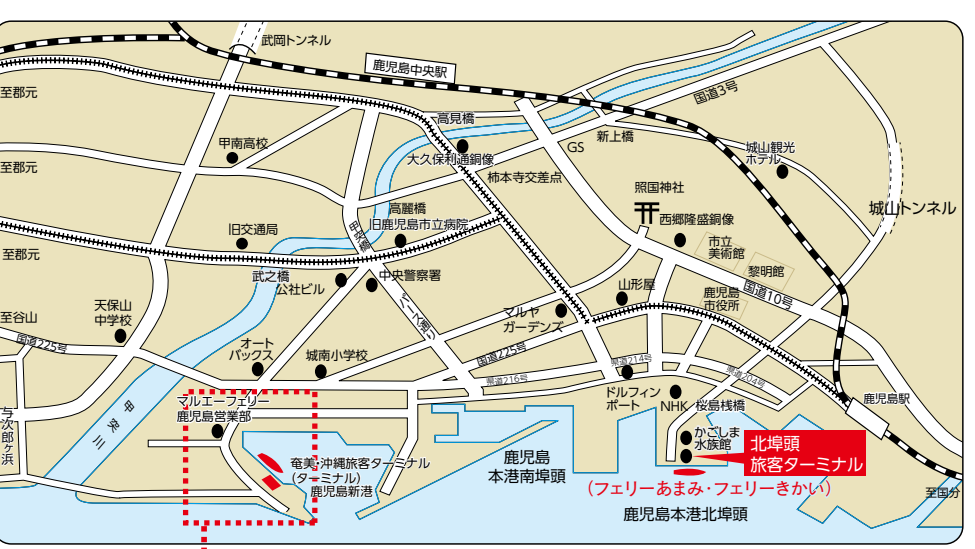 武岡トンネル
鹿児島中央駅
国道3号
至郡元
高見橋
新上橋
甲南高校
大久保利通銅像
GS
城山観光
ホテル
至郡元
柿本寺交差点
照国神社
城山トンネル
高麗橋
旧鹿児島市立病院
西郷隆盛銅像
旧交通局
甲突橋
市立
美術館
至郡元
黎明館
武之橋
公社ビル
中央警察署
山形屋
鹿児島
市役所
国道10号
天保山
中学校
パース通り
マルヤ
ガーデンズ
至谷山
国道225号
オート
バックス
城南小学校
国道225号
県道214号
県道216号
県道204号
ドルフィン
ポート
NHK
桜島桟橋
鹿児島駅
与次郎ヶ浜
甲突川
マルエーフェリー
鹿児島営業部
かごしま
水族館
北埠頭
旅客ターミナル
奄美・沖縄旅客ターミナル
(ターミナル)
鹿児島新港
鹿児島
本港南埠頭
(フェリーあまみ・フェリーきかい)
鹿児島本港北埠頭
至国分